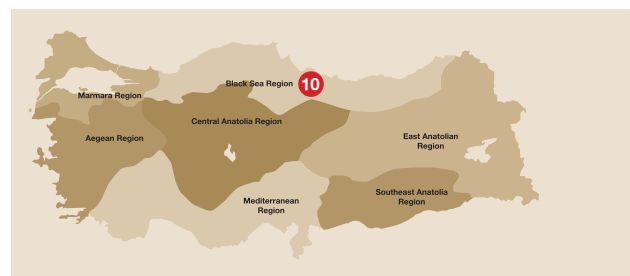 Black Sea Region
10
Marmara Region
Central Anatolia Region
Aegean Region
East Anatolian
Region
Southeast Anatolia
Region
Mediterranean
Region